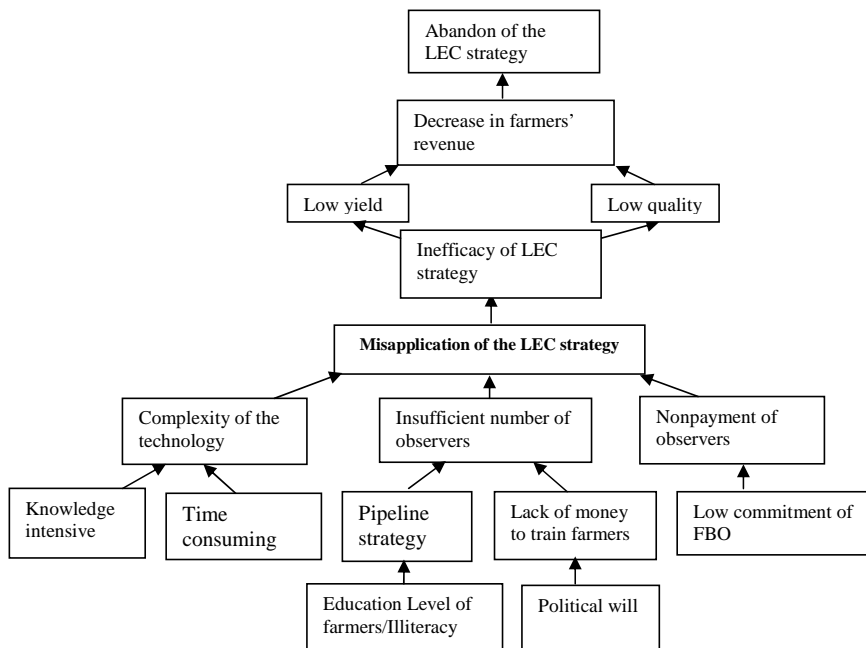 Abandon of the
LEC strategy
Decrease in farmers'
revenue
Low yield
Low quality
Inefficacy of LEC
strategy
Misapplication of the LEC strategy
Complexity of the
technology
Insufficient number of
observers
Nonpayment of
observers
Knowledge
intensive
Time
consuming
Pipeline
strategy
Lack of money
to train farmers
Low commitment of
FBO
Education Level of
farmers/Illiteracy
Political will